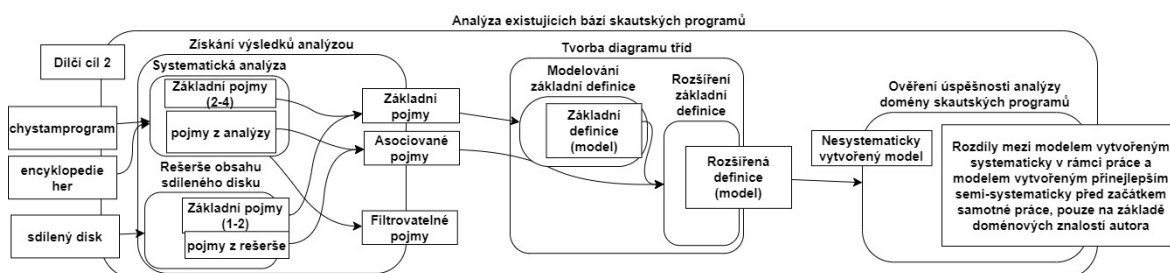 Analýza existujících bází skautských programů
Dílčí cíl 2
chystamprogram
encyklopedie
her
sdílený disk
Získání výsledků analýzou
Systematická analýza
Základní pojmy
(2-4)
pojmy z analýzy
Rešerše obsahu
sdíleného disku
Základní pojmy
(1-2)
pojmy z rešerše
Základní
pojmy
Asociované
pojmy
Filtrovatelné
pojmy
Tvorba diagramu tříd
Modelování
základní definice
Základní
definice
(model)
Rozšíření
základní
definice
Rozšířená
definice
(model)
Ověření úspěšnosti analýzy
domény skautských programů
Nesystematicky
vytvořený model
Rozdíly mezi modelem vytvořeným
systematicky v rámci práce a
modelem vytvořeným přinejlepším
semi-systematicky před začátkem
samotné práce, pouze na základě
doménových znalostí autora